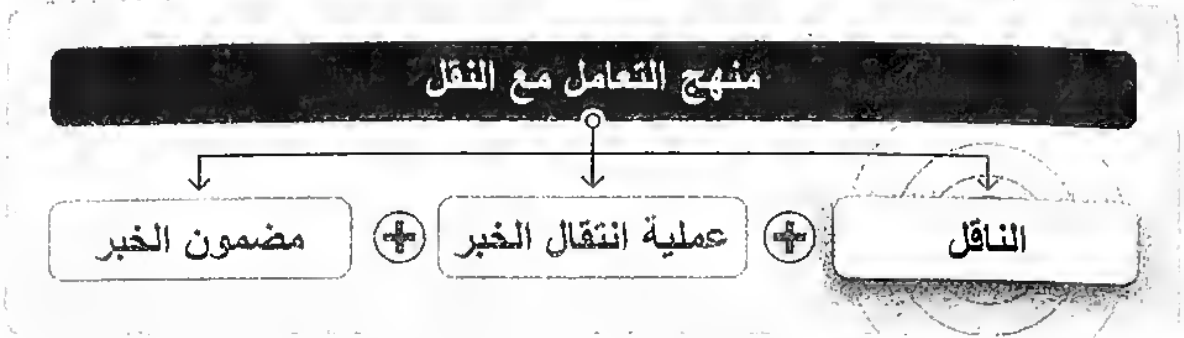 منهج التعامل مع النقل
الناقل + عملية انتقال الخبر + مضمون الخبر